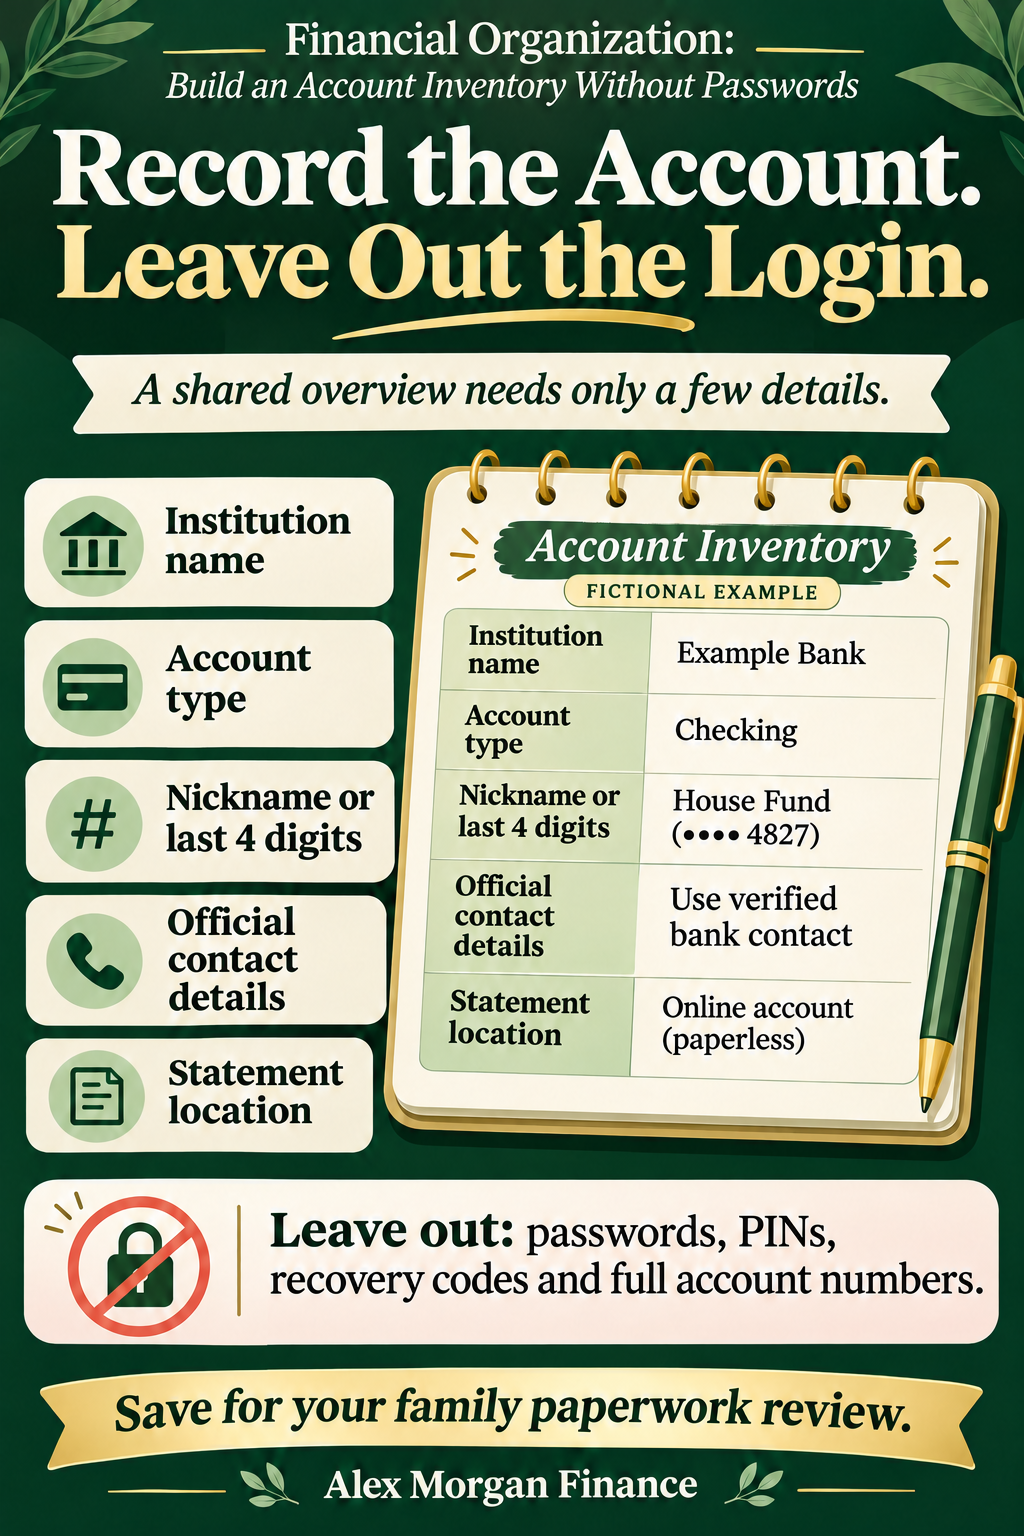 Financial Organization:
Build an Account Inventory Without Passwords
Record the Account.
Leave Out the Login.
A shared overview needs only a few details.
Institution
name
Account
type
#
Nickname or
last 4 digits
Official
contact
details
Statement
location
Account Inventory
FICTIONAL EXAMPLE
Institution
name
Example Bank
Account
type
Checking
Nickname or
last 4 digits
House Fund
(•••• 4827)
Official
contact
details
Use verified
bank contact
Statement
location
Online account
(paperless)
Leave out: passwords, PINs,
recovery codes and full account numbers.
Save for your family paperwork review.
Alex Morgan Finance